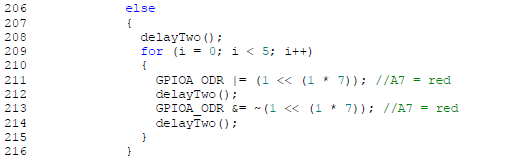 206 else
207 {
208 delayTwo();
209 for (i = 0; i < 5; i++)
210 {
211 GPIOA_ODR |= (1 << (1 * 7)); //A7 = red
212 delayTwo();
213 GPIOA_ODR &= ~(1 << (1 * 7)); //A7 = red
214 delayTwo();
215 }
216 }